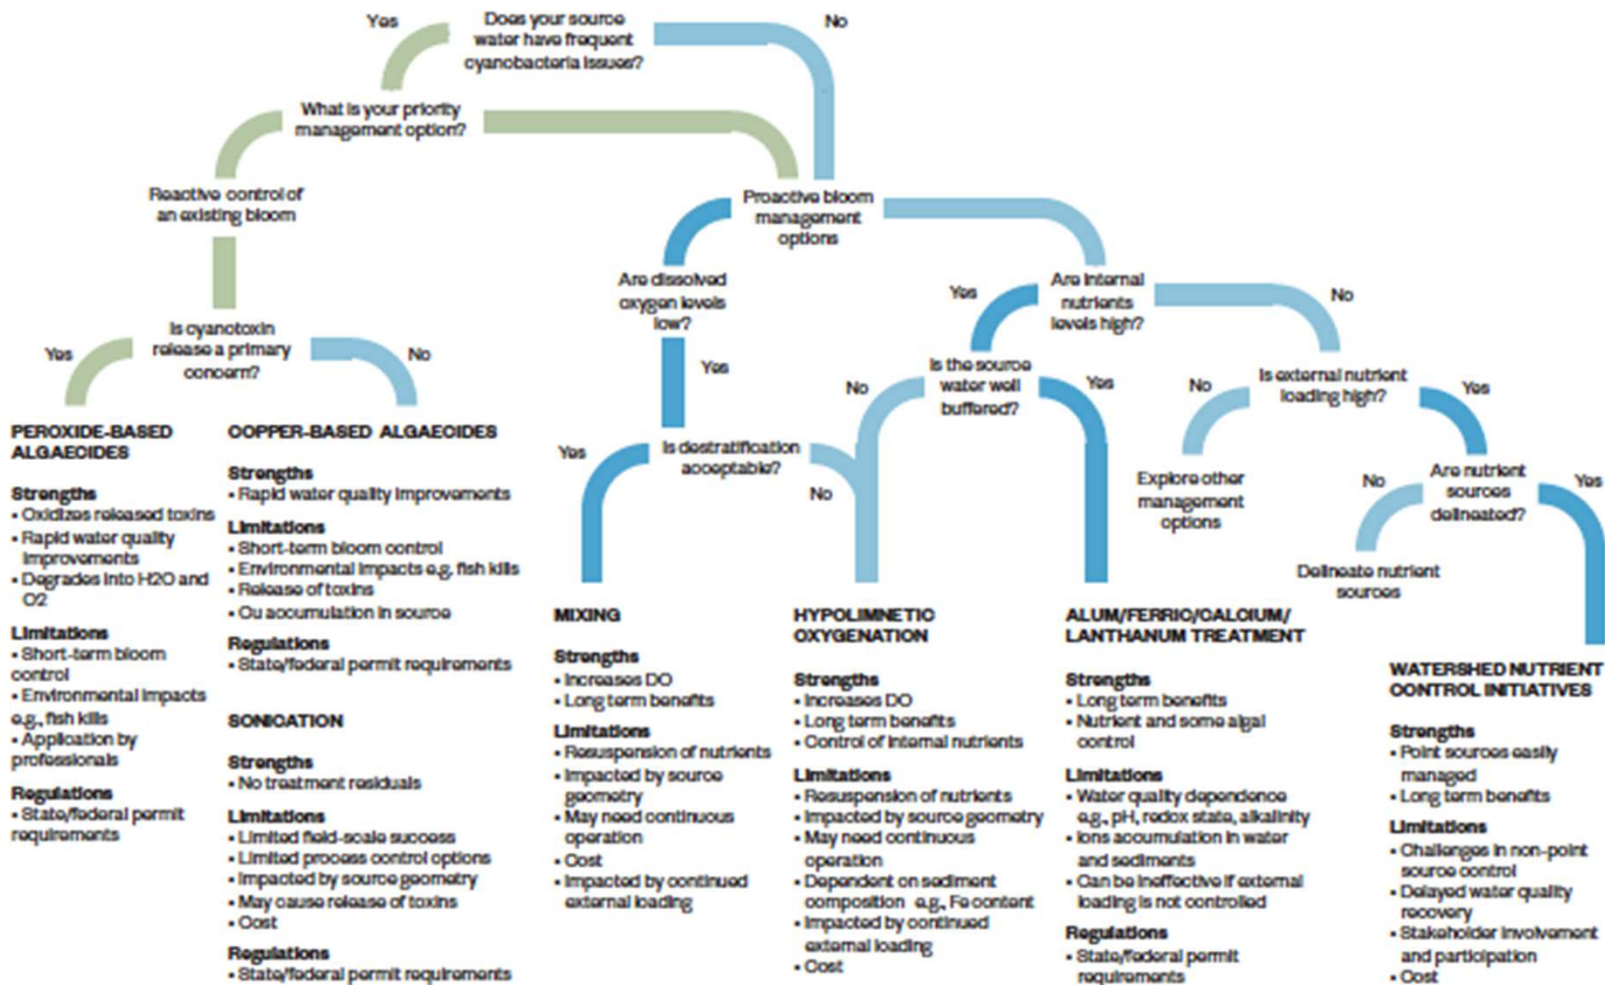 Yes
Does your source
water have frequent
cyanobacteria issues?
No
What is your priority
management option?
Reactive control of
an existing bloom
Proactive bloom
management
options
Are dissolved
oxygen levels
low?
Yes
Are internal
nutrients
levels high?
No
Is cyanotoxin
release a primary
concern?
Yes
No
Yes
No
Is the source
water well
buffered?
Yes
No
Is external nutrient
loading high?
Yes
PEROXIDE-BASED
ALGAECIDES
Strengths
• Oxidizes released toxins
• Rapid water quality
improvements
• Degrades into H2O and
O2
Limitations
• Short-term bloom
control
• Environmental impacts
e.g., fish kills
• Application by
professionals
Regulations
• State/federal permit
requirements
COPPER-BASED ALGAECIDES
Strengths
• Rapid water quality improvements
Limitations
• Short-term bloom control
• Environmental impacts e.g. fish kills
• Release of toxins
• Cu accumulation in source
Regulations
• State/federal permit requirements
SONICATION
Strengths
• No treatment residuals
Limitations
• Limited field-scale success
• Limited process control options
• Impacted by source geometry
• May cause release of toxins
• Cost
Regulations
• State/federal permit requirements
Yes
Is destratification
acceptable?
No
Explore other
management
options
No
Are nutrient
sources
delineated?
Yes
Delineate nutrient
sources
MIXING
Strengths
• Increases DO
• Long term benefits
Limitations
• Resuspension of nutrients
• Impacted by source
geometry
• May need continuous
operation
• Cost
• Impacted by continued
external loading
HYPOLIMNETIC
OXYGENATION
Strengths
• Increases DO
• Long term benefits
• Control of internal nutrients
Limitations
• Resuspension of nutrients
• Impacted by source geometry
• May need continuous
operation
• Dependent on sediment
composition e.g., Fe content
• Impacted by continued
external loading
• Cost
ALUM/FERRIC/CALCIUM/
LANTHANUM TREATMENT
Strengths
• Long term benefits
• Nutrient and some algal
control
Limitations
• Water quality dependence
e.g., pH, redox state, alkalinity
• Ions accumulation in water
and sediments
• Can be ineffective if external
loading is not controlled
Regulations
• State/federal permit
requirements
WATERSHED NUTRIENT
CONTROL INITIATIVES
Strengths
• Point sources easily
managed
• Long term benefits
Limitations
• Challenges in non-point
source control
• Delayed water quality
recovery
• Stakeholder involvement
and participation
• Cost